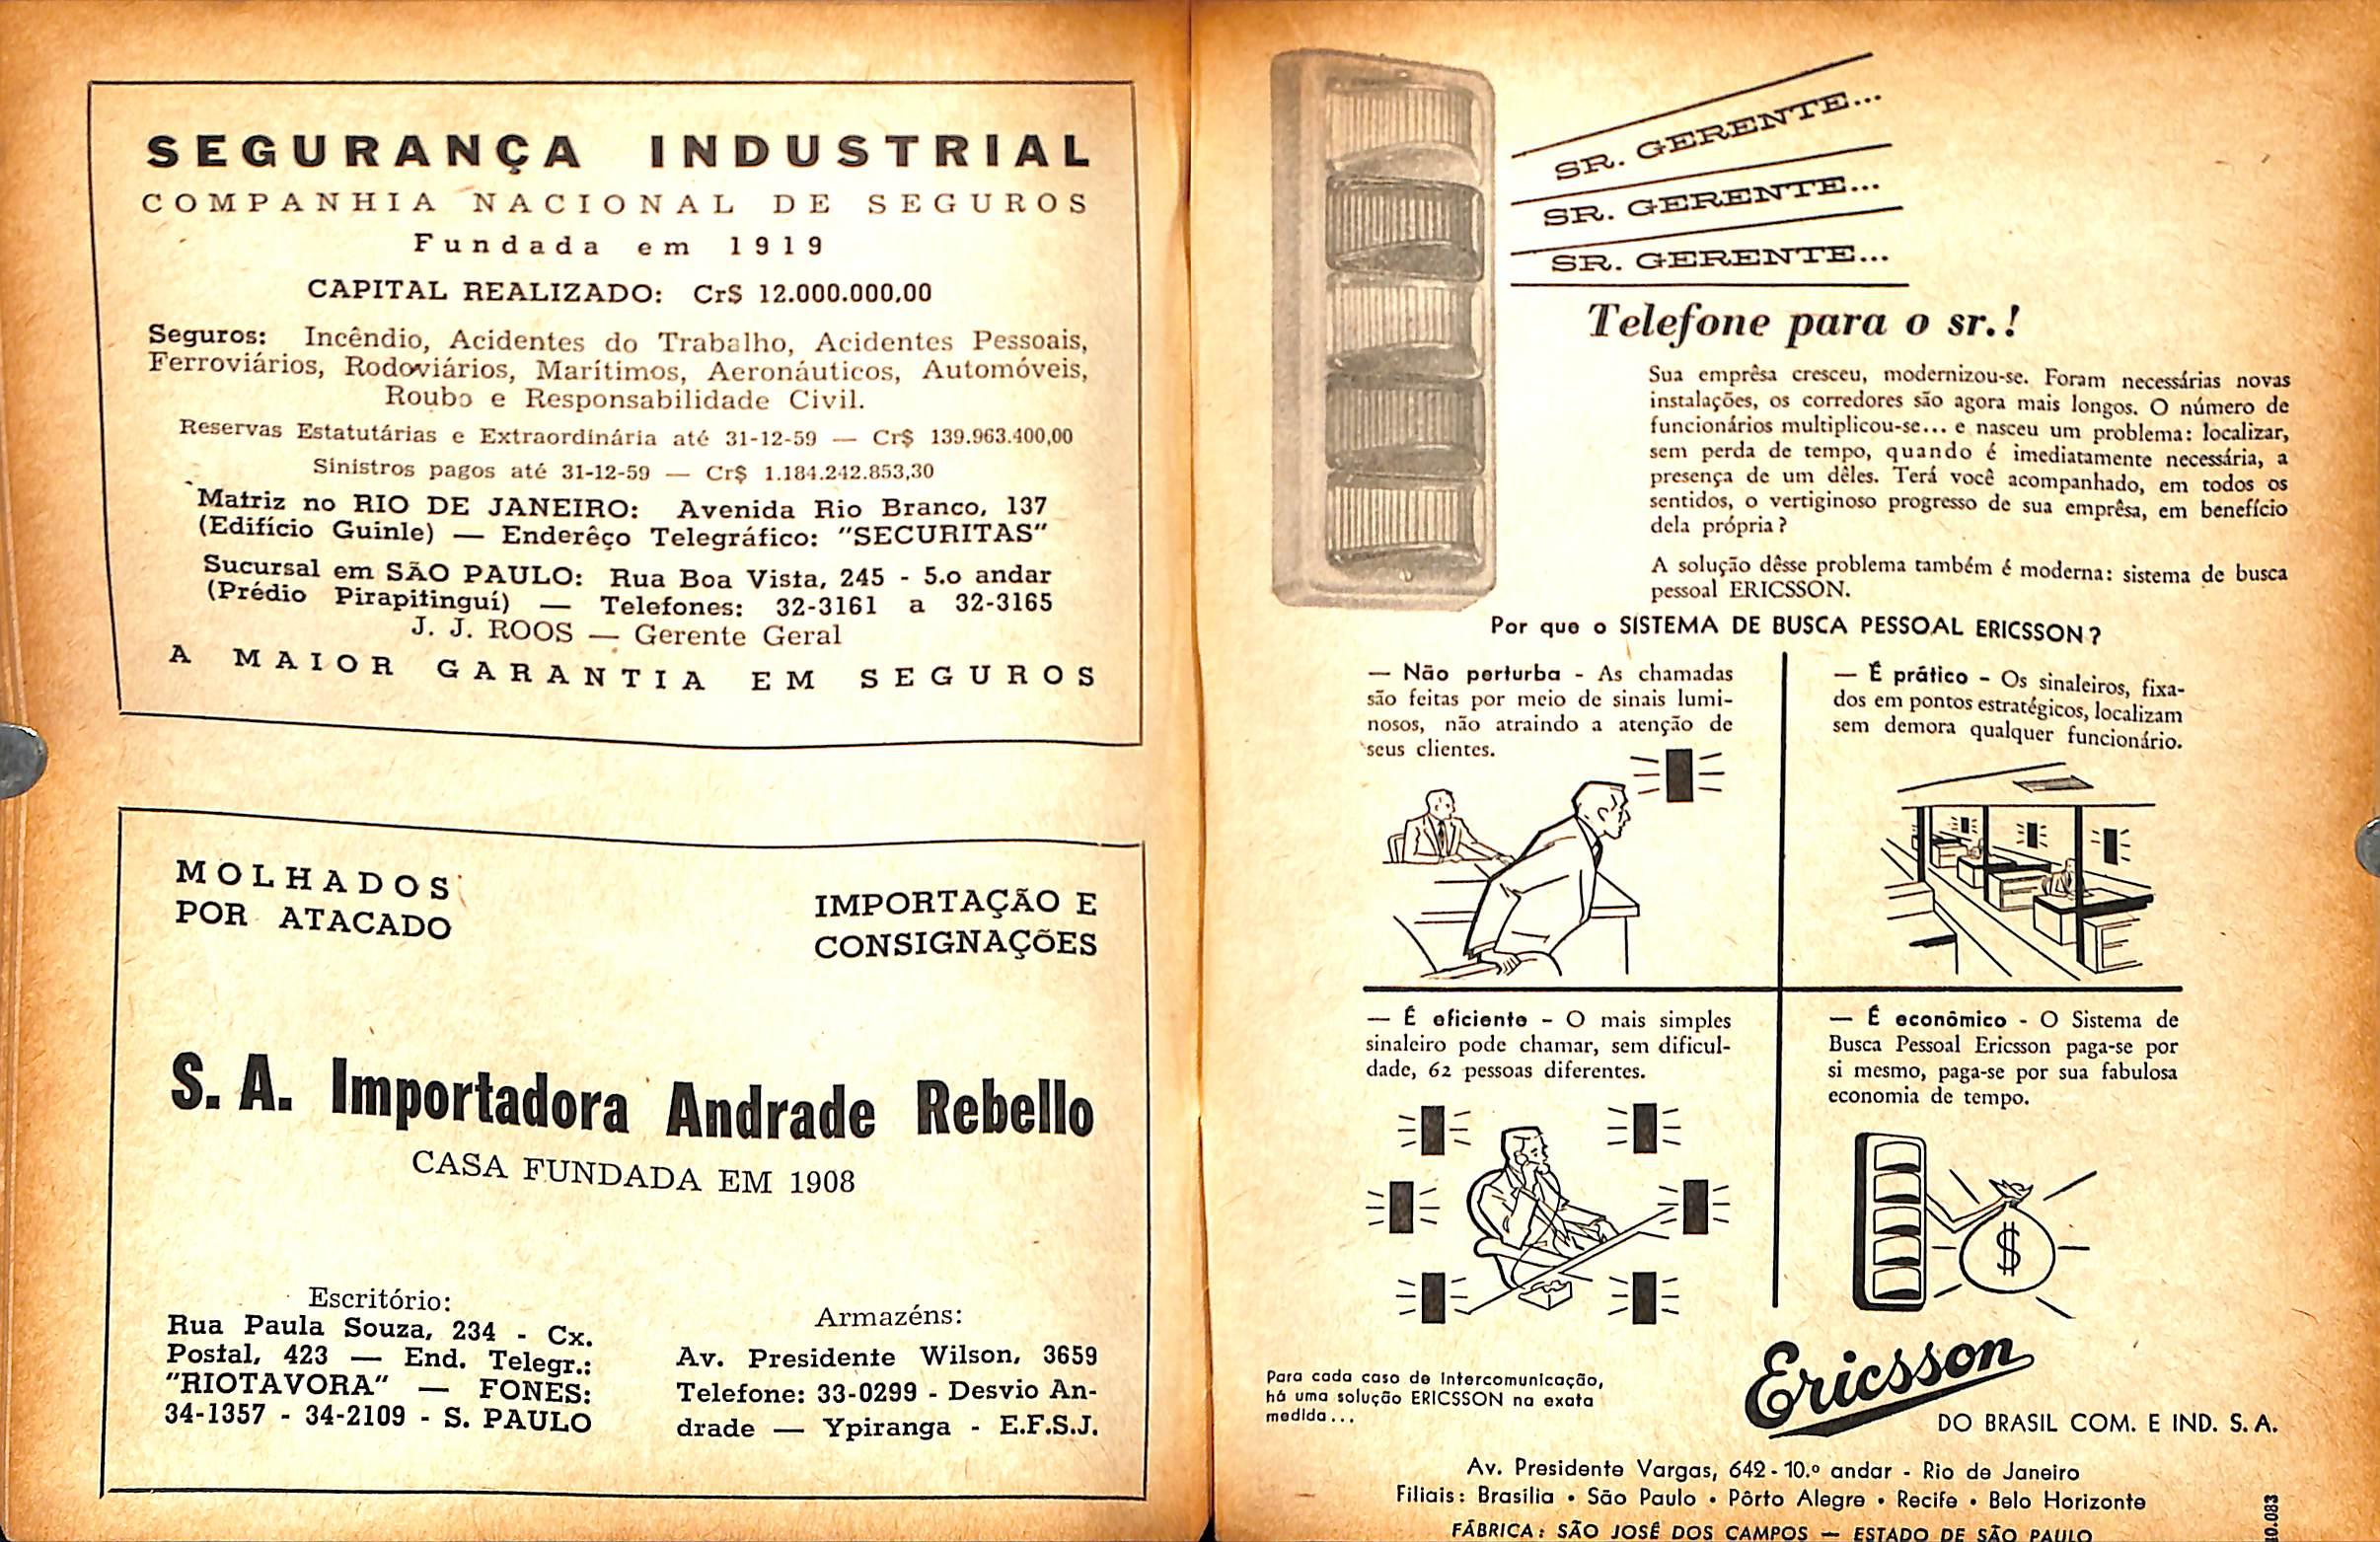 SEGURANÇA INDUSTRIAL
COMPANHIA NACIONAL DE SEGUROS
Fundada em 1919
CAPITAL REALIZADO: Cr$ 12.000.000,00
Seguros: Incêndio, Acidentes do Trabalho, Acidentes Pessoais,
Ferroviários, Rodoviários, Marítimos, Aeronáuticos, Automóveis,
Roubo e Responsabilidade Civil.
Reservas Estatutárias e Extraordinária até 31-12-59 — Cr$ 139.963.400,00
Sinistros pagos até 31-12-59 — Cr$ 1.184.242.853,30
Matriz no RIO DE JANEIRO: Avenida Rio Branco, 137
(Edifício Guinle) — Enderêço Telegráfico: "SECURITAS"
Sucursal em SÃO PAULO: Rua Boa Vista, 245 - 5.o andar
(Prédio Pirapitinguí) — Telefones: 32-3161 a 32-3165
J. J. ROOS — Gerente Geral
A MAIOR GARANTIA EM SEGUROS
MOLHADOS
POR ATACADO
IMPORTAÇÃO E
CONSIGNAÇÕES
S. A. Importadora Andrade Rebello
CASA FUNDADA EM 1908
Escritório:
Rua Paula Souza, 234 - Cx.
Postal, 423 — End. Telegr.:
"RIOTAVORA" — FONES:
34-1357 - 34-2109 - S. PAULO
Armazéns:
Av. Presidente Wilson, 3659
Telefone: 33-0299 - Desvio An-
drade — Ypiranga - E.F.S.J.
SR. GERENTE...
SR. GERENTE...
SR. GERENTE...
Telefone para o sr.!
Sua emprêsa cresceu, modernizou-se. Foram necessárias novas
instalações, os corredores são agora mais longos. O número de
funcionários multiplicou-se... e nasceu um problema: localizar,
sem perda de tempo, quando é imediatamente necessária, a
presença de um dêles. Terá você acompanhado, em todos os
sentidos, o vertiginoso progresso de sua emprêsa, em benefício
dela própria?
A solução dêsse problema também é moderna: sistema de busca
pessoal ERICSSON.
Por que o SISTEMA DE BUSCA PESSOAL ERICSSON?
— Não perturba - As chamadas
são feitas por meio de sinais lumi-
nosos, não atraindo a atenção de
seus clientes.
— É prático - Os sinaleiros, fixa-
dos em pontos estratégicos, localizam
sem demora qualquer funcionário.
— É eficiente - O mais simples
sinaleiro pode chamar, sem dificul-
dade, 62 pessoas diferentes.
— É econômico - O Sistema de
Busca Pessoal Ericsson paga-se por
si mesmo, paga-se por sua fabulosa
economia de tempo.
$
Para cada caso de intercomunicação,
há uma solução ERICSSON na exata
medida...
Ericsson
DO BRASIL COM. E IND. S. A.
Av. Presidente Vargas, 642 - 10.º andar - Rio de Janeiro
Filiais: Brasília • São Paulo • Pôrto Alegre • Recife • Belo Horizonte
FÁBRICA: SÃO JOSÉ DOS CAMPOS — ESTADO DE SÃO PAULO